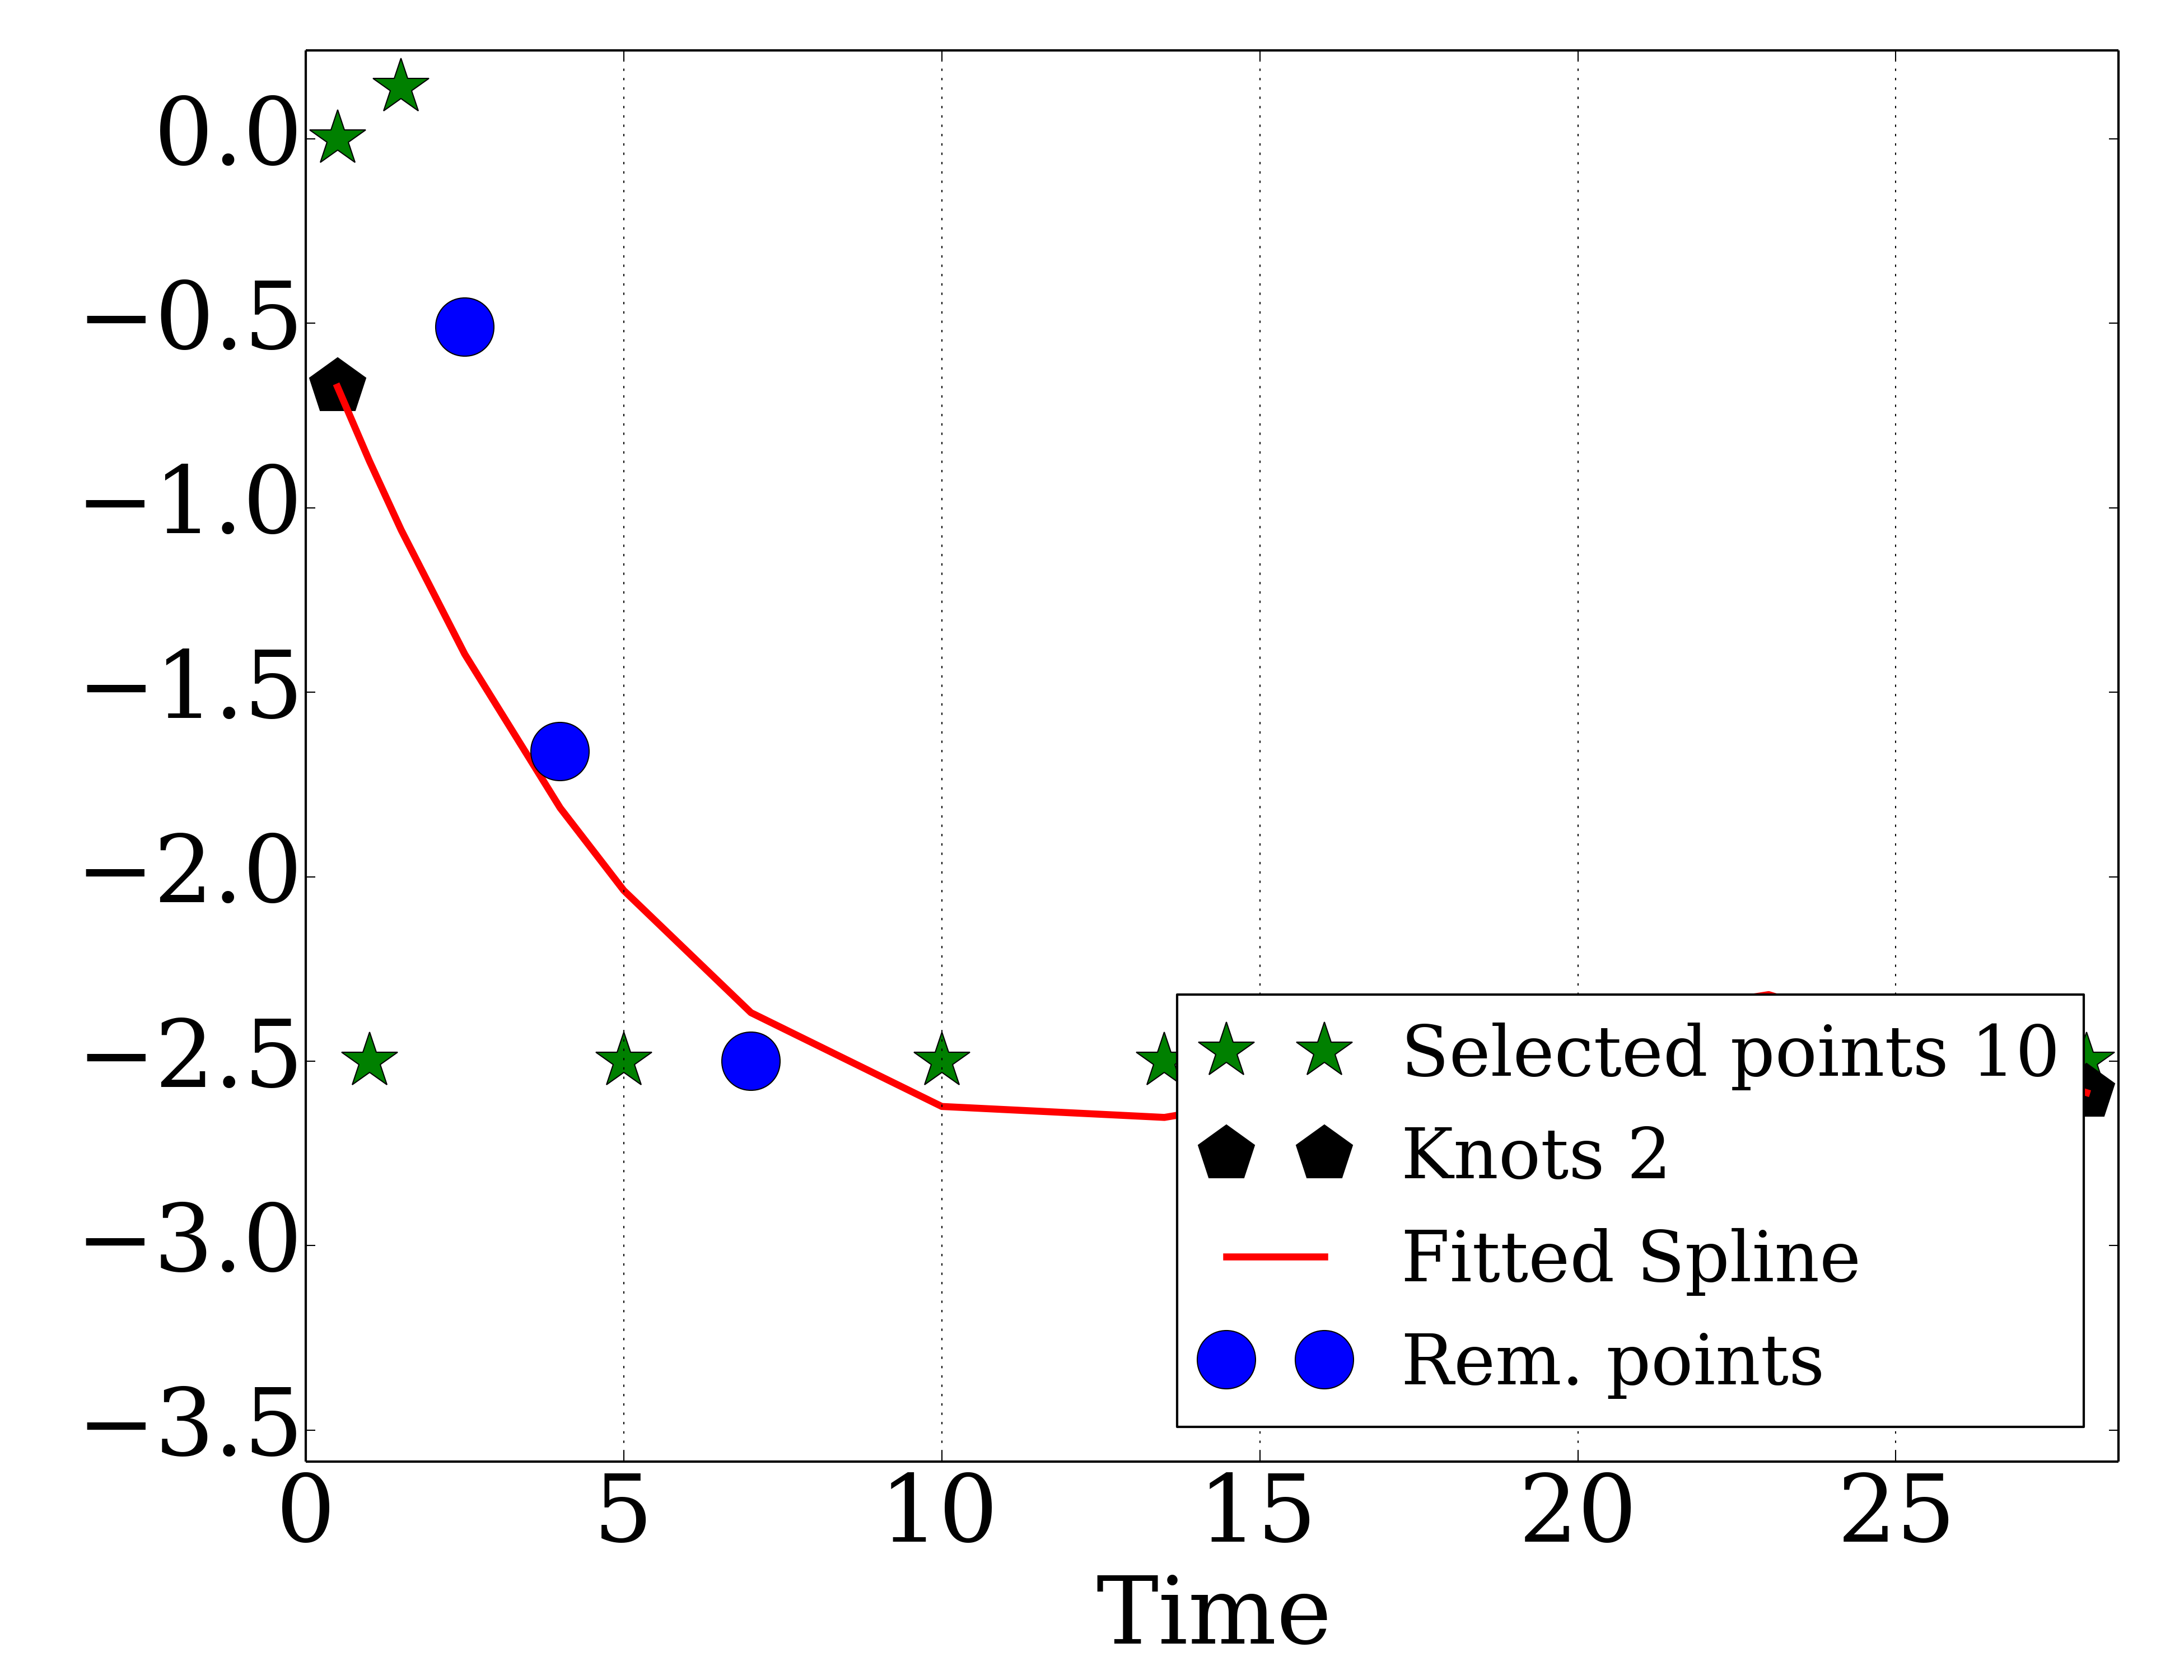 0.0
−0.5
−1.0
−1.5
−2.0
−2.5
−3.0
−3.5
Selected points 10
Knots 2
Fitted Spline
Rem. points
0 5 10 15 20 25
Time